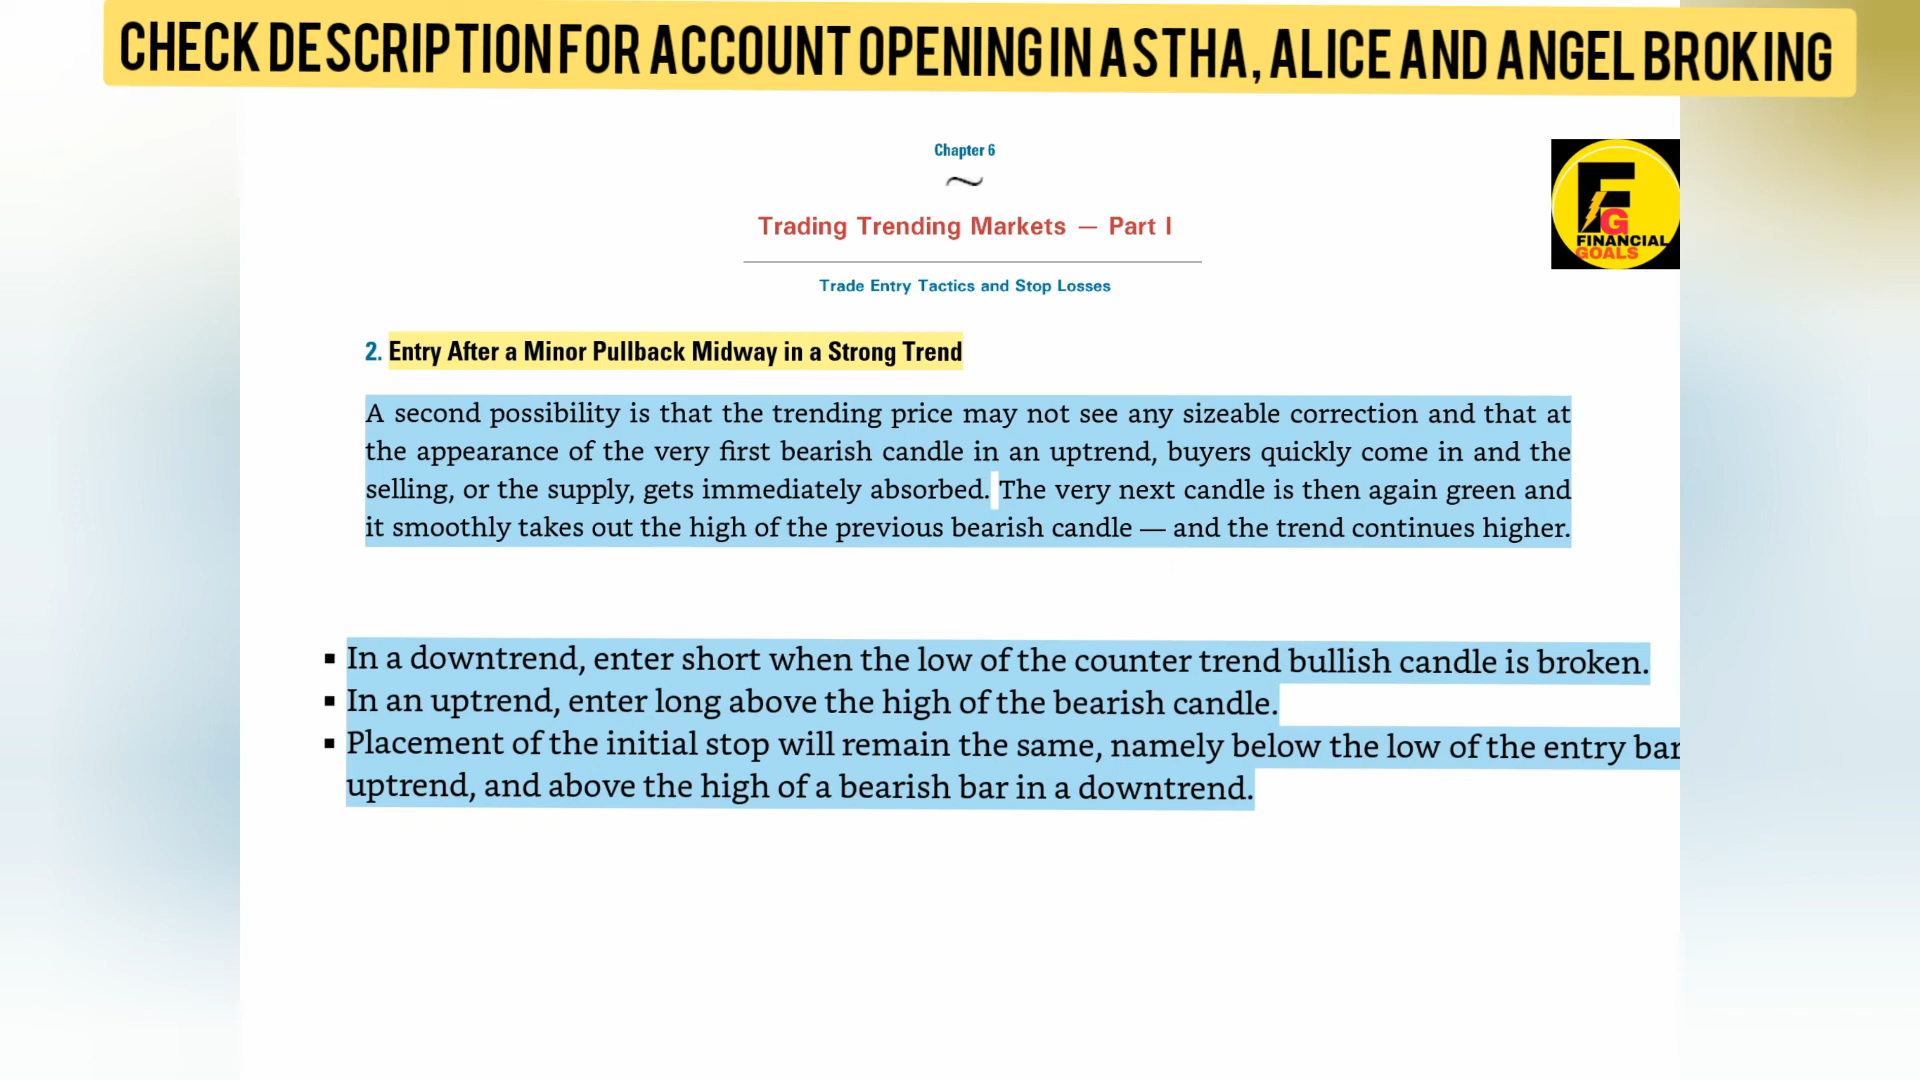 CHECK DESCRIPTION FOR ACCOUNT OPENING IN ASTHA, ALICE AND ANGEL BROKING
Chapter 6
~
Trading Trending Markets — Part I
Trade Entry Tactics and Stop Losses
FG
FINANCIAL
GOALS
2. Entry After a Minor Pullback Midway in a Strong Trend
A second possibility is that the trending price may not see any sizeable correction and that at
the appearance of the very first bearish candle in an uptrend, buyers quickly come in and the
selling, or the supply, gets immediately absorbed. The very next candle is then again green and
it smoothly takes out the high of the previous bearish candle — and the trend continues higher.
▪ In a downtrend, enter short when the low of the counter trend bullish candle is broken.
▪ In an uptrend, enter long above the high of the bearish candle.
▪ Placement of the initial stop will remain the same, namely below the low of the entry bar
uptrend, and above the high of a bearish bar in a downtrend.